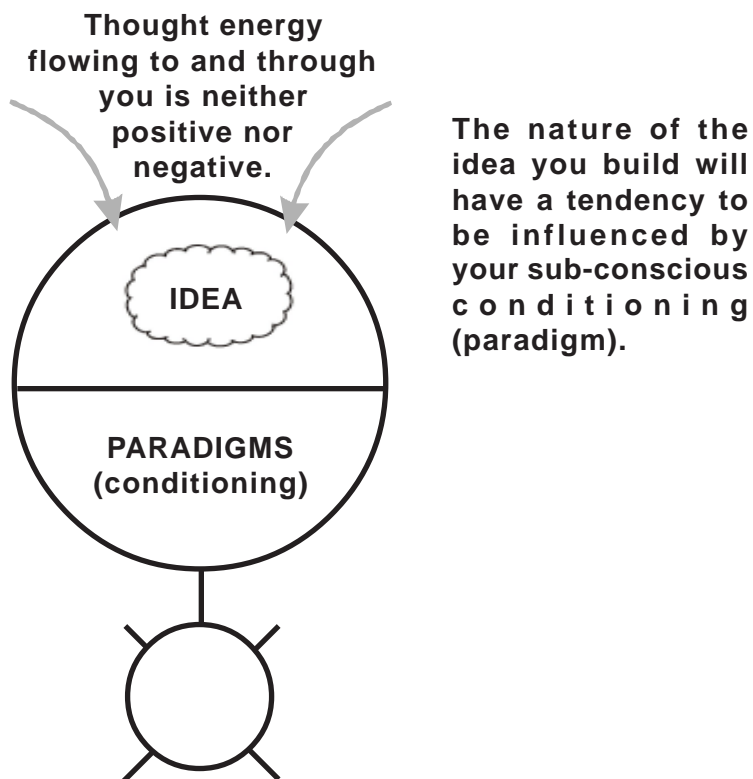 Thought energy
flowing to and through
you is neither
positive nor
negative.
The nature of the
idea you build will
have a tendency to
be influenced by
your sub-conscious
conditioning
(paradigm).
IDEA
PARADIGMS
(conditioning)